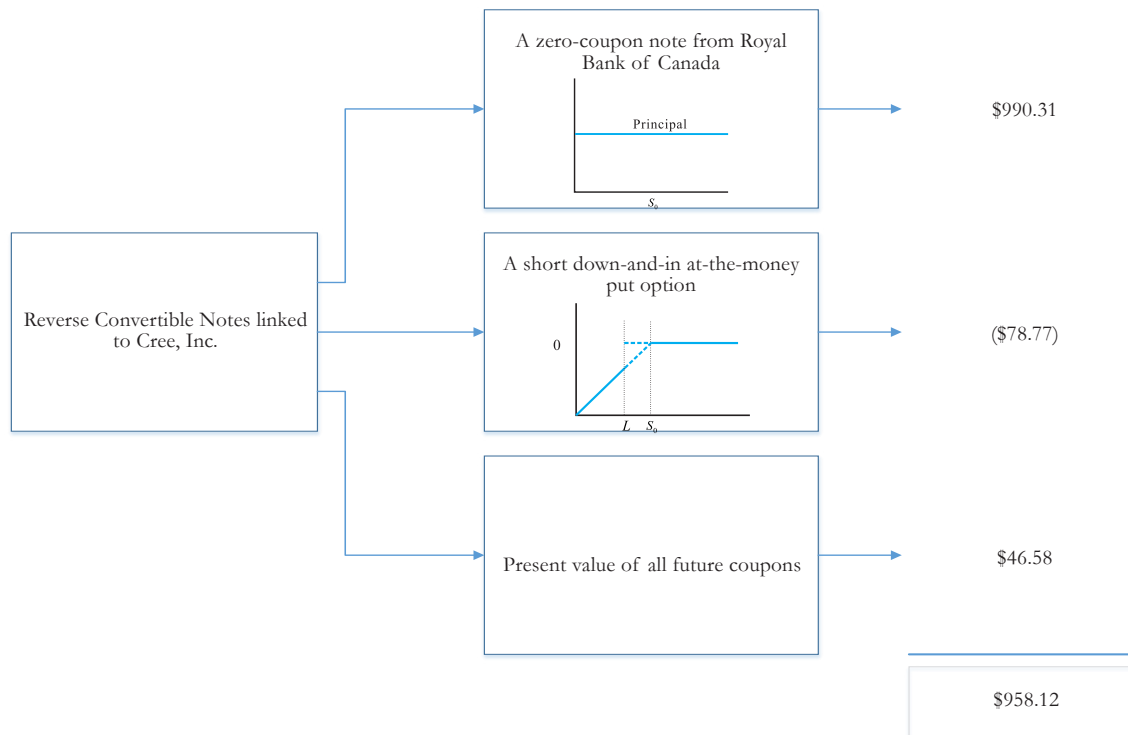 A zero-coupon note from Royal
Bank of Canada
Principal
S₀
$990.31
Reverse Convertible Notes linked
to Cree, Inc.
A short down-and-in at-the-money
put option
0
L S₀
($78.77)
Present value of all future coupons
$46.58
$958.12